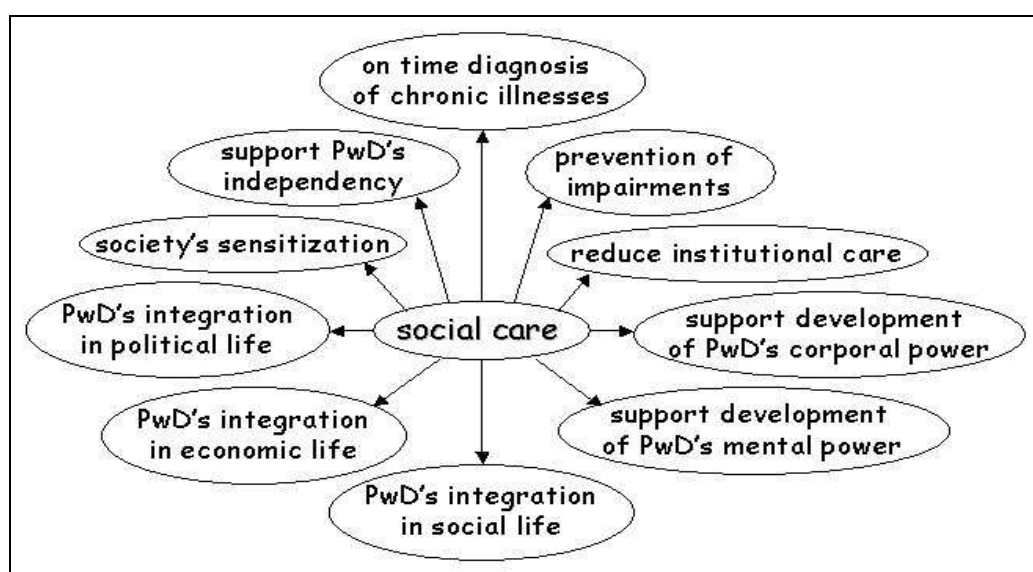 on time diagnosis
of chronic illnesses
support PwD's
independency
prevention of
impairments
society's sensitization
reduce institutional care
PwD's integration
in political life
social care
support development
of PwD's corporal power
PwD's integration
in economic life
support development
of PwD's mental power
PwD's integration
in social life